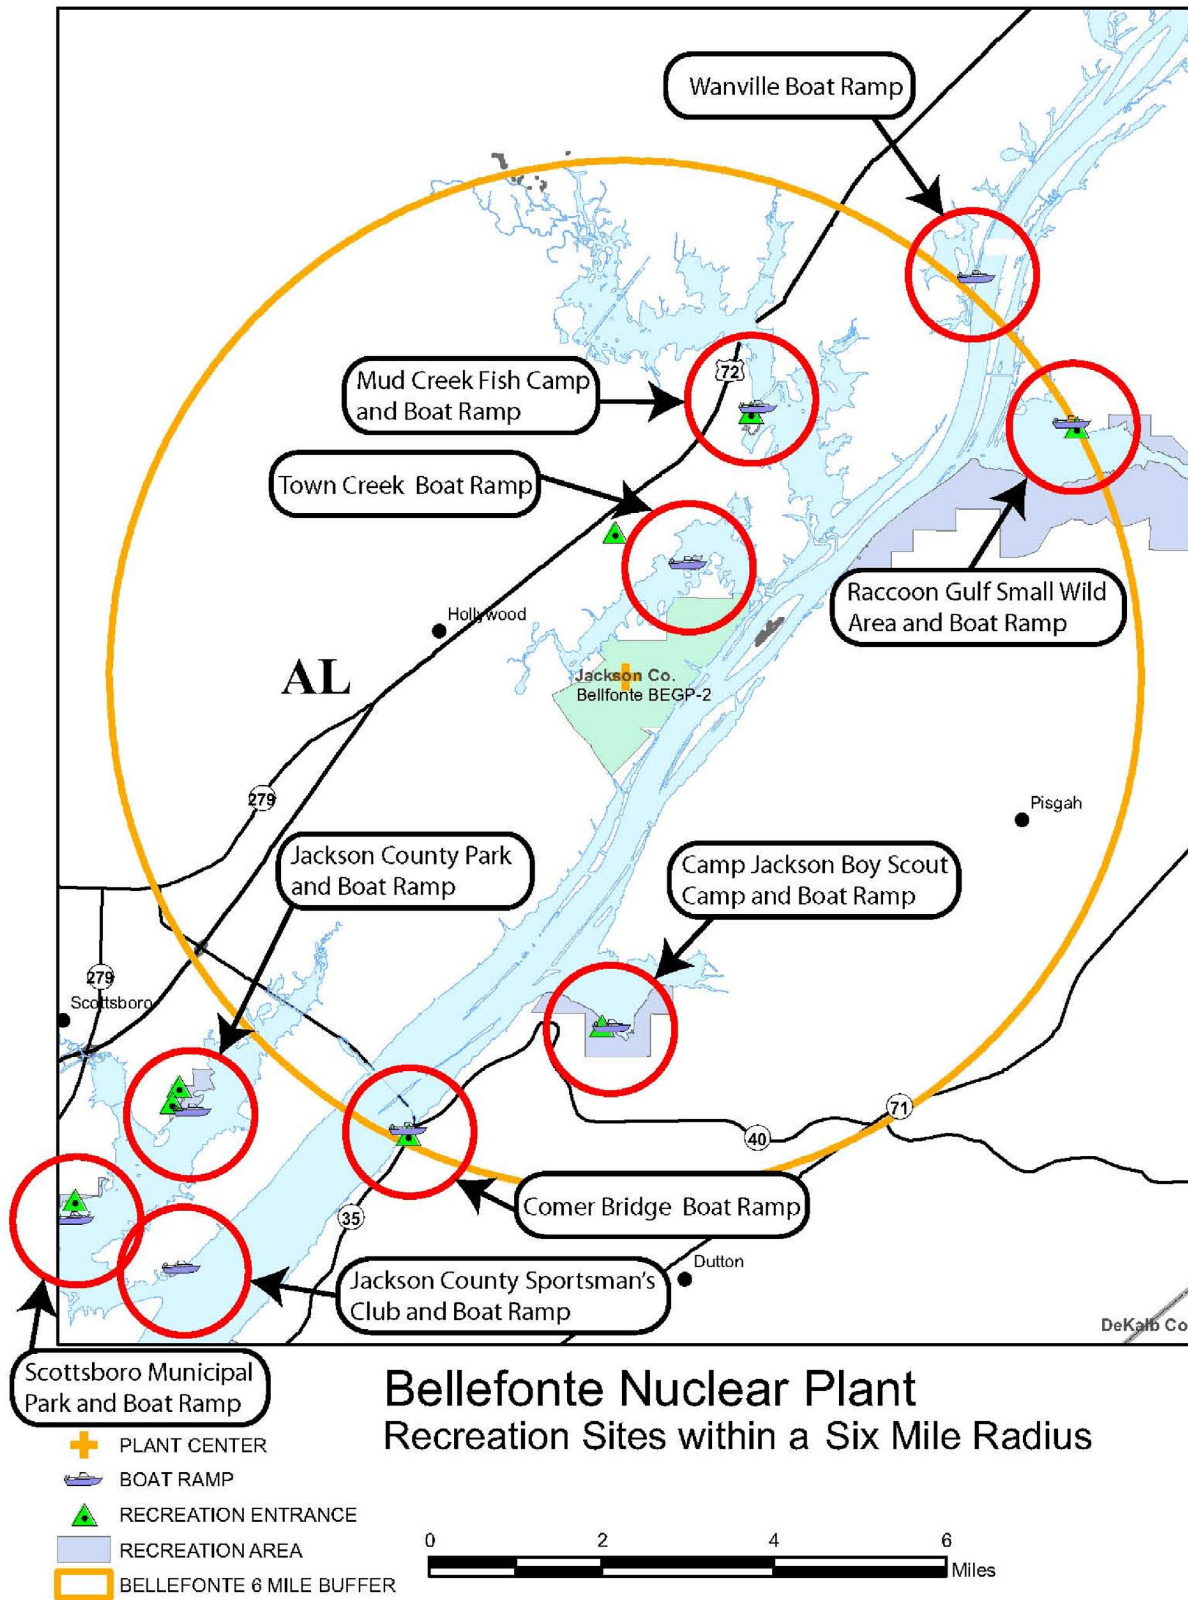 Wanville Boat Ramp
72
Mud Creek Fish Camp
and Boat Ramp
Town Creek Boat Ramp
Raccoon Gulf Small Wild
Area and Boat Ramp
Hollywood
AL
Jackson Co.
Bellfonte BEGP-2
279
Pisgah
Jackson County Park
and Boat Ramp
Camp Jackson Boy Scout
Camp and Boat Ramp
279
Scottsboro
71
40
35
Comer Bridge Boat Ramp
Dutton
Jackson County Sportsman's
Club and Boat Ramp
DeKalb Co
Scottsboro Municipal
Park and Boat Ramp
Bellefonte Nuclear Plant
Recreation Sites within a Six Mile Radius
PLANT CENTER
BOAT RAMP
RECREATION ENTRANCE
RECREATION AREA
BELLEFONTE 6 MILE BUFFER
0 2 4 6
Miles